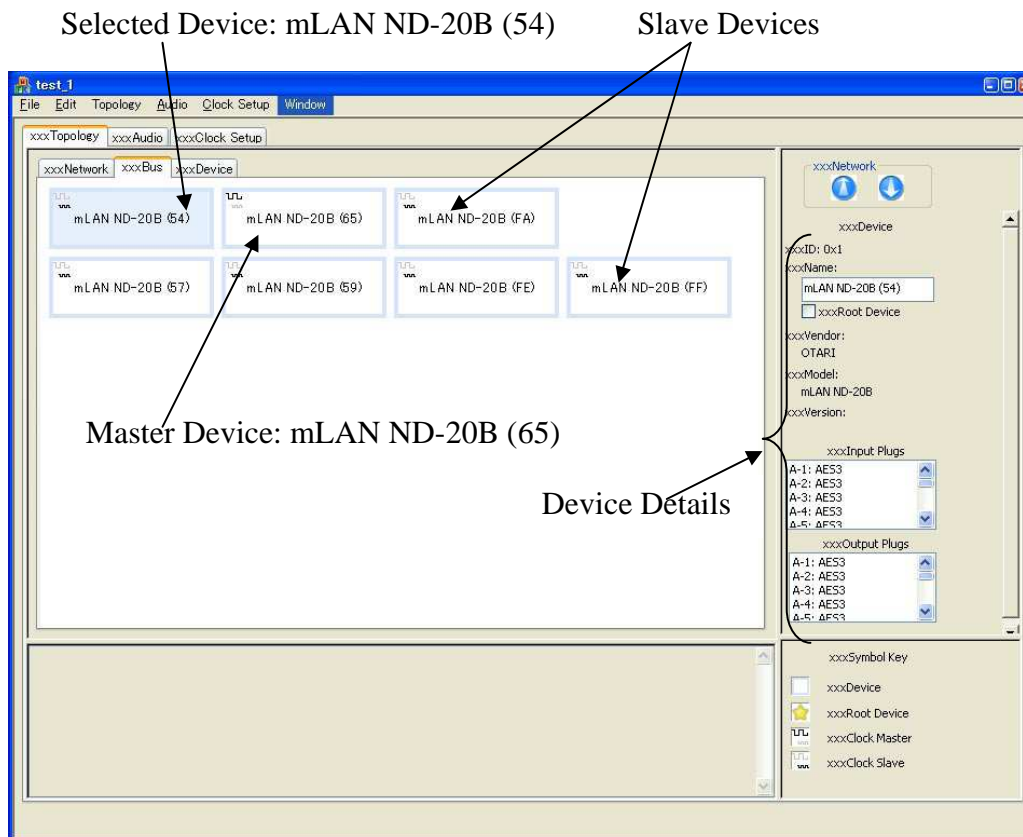 Selected Device: mLAN ND-20B (54) Slave Devices
test_1
File Edit Topology Audio Clock Setup Window
xxxTopology xxxAudio xxxClock Setup
xxxNetwork xxxBus xxxDevice
mLAN ND-20B (54) mLAN ND-20B (65) mLAN ND-20B (FA)
mLAN ND-20B (57) mLAN ND-20B (59) mLAN ND-20B (FE) mLAN ND-20B (FF)
Master Device: mLAN ND-20B (65)
Device Details
xxxNetwork
xxxDevice
xxxID: 0x1
xxxName:
mLAN ND-20B (54)
xxxRoot Device
xxxVendor:
OTARI
xxxModel:
mLAN ND-20B
xxxVersion:
xxxInput Plugs
A-1: AES3
A-2: AES3
A-3: AES3
A-4: AES3
A-5: AES3
xxxOutput Plugs
A-1: AES3
A-2: AES3
A-3: AES3
A-4: AES3
A-5: AES3
xxxSymbol Key
xxxDevice
xxxRoot Device
xxxClock Master
xxxClock Slave